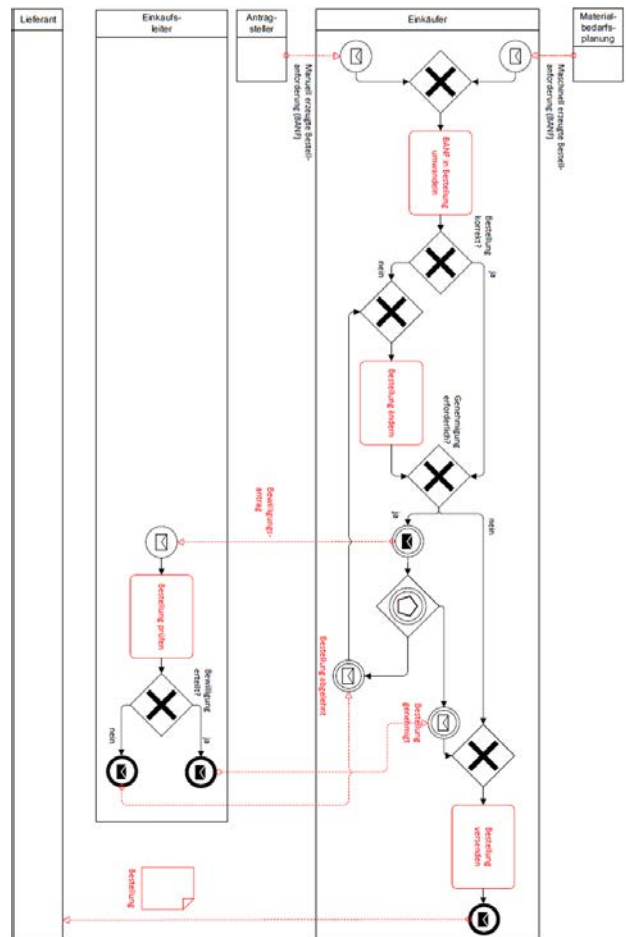 Lieferant
Einkaufs-
leiter
Antrag-
steller
Einkäufer
Material-
bedarfs-
planung
Manuell erzeugte Bestell-
anforderung (BANF)
Maschinell erzeugte Bestell-
anforderung (BANF)
BANF in Bestellung
umwandeln
Bestellung
korrekt?
ja
nein
Bestellung ändern
Genehmigung
erforderlich?
nein
ja
Bewilligungs-
antrag
Bestellung prüfen
Bewilligung
erteilt?
ja
nein
Bestellung abgelehnt
Bestellung
genehmigt
Bestellung
versenden
Bestellung